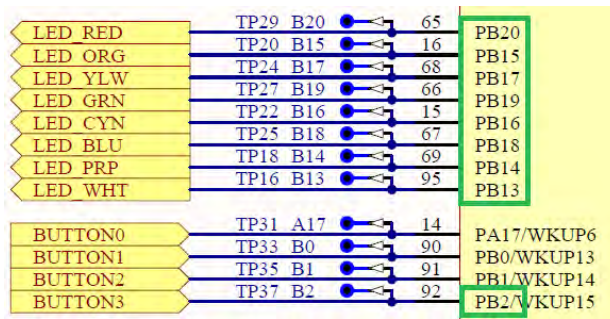 LED_RED TP29 B20 65 PB20
LED_ORG TP20 B15 16 PB15
LED_YLW TP24 B17 68 PB17
LED_GRN TP27 B19 66 PB19
LED_CYN TP22 B16 15 PB16
LED_BLU TP25 B18 67 PB18
LED_PRP TP18 B14 69 PB14
LED_WHT TP16 B13 95 PB13
BUTTON0 TP31 A17 14 PA17/WKUP6
BUTTON1 TP33 B0 90 PB0/WKUP13
BUTTON2 TP35 B1 91 PB1/WKUP14
BUTTON3 TP37 B2 92 PB2/WKUP15